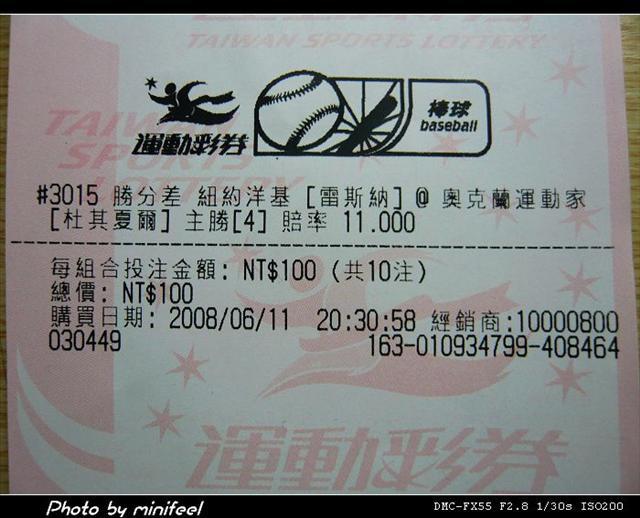 TAIWAN SPORTS LOTTERY
運動彩券
棒球
baseball
TAIWAN
SPORTS
LOTTERY
#3015 勝分差 紐約洋基 [雷斯納] @ 奧克蘭運動家
[杜其夏爾] 主勝[4] 賠率 11.000
每組合投注金額: NT$100 (共10注)
總價: NT$100
購買日期: 2008/06/11 20:30:58 經銷商:10000800
030449 163-010934799-408464
運動彩券
Photo by minifeel
DMC-FX55 F2.8 1/30s ISO200